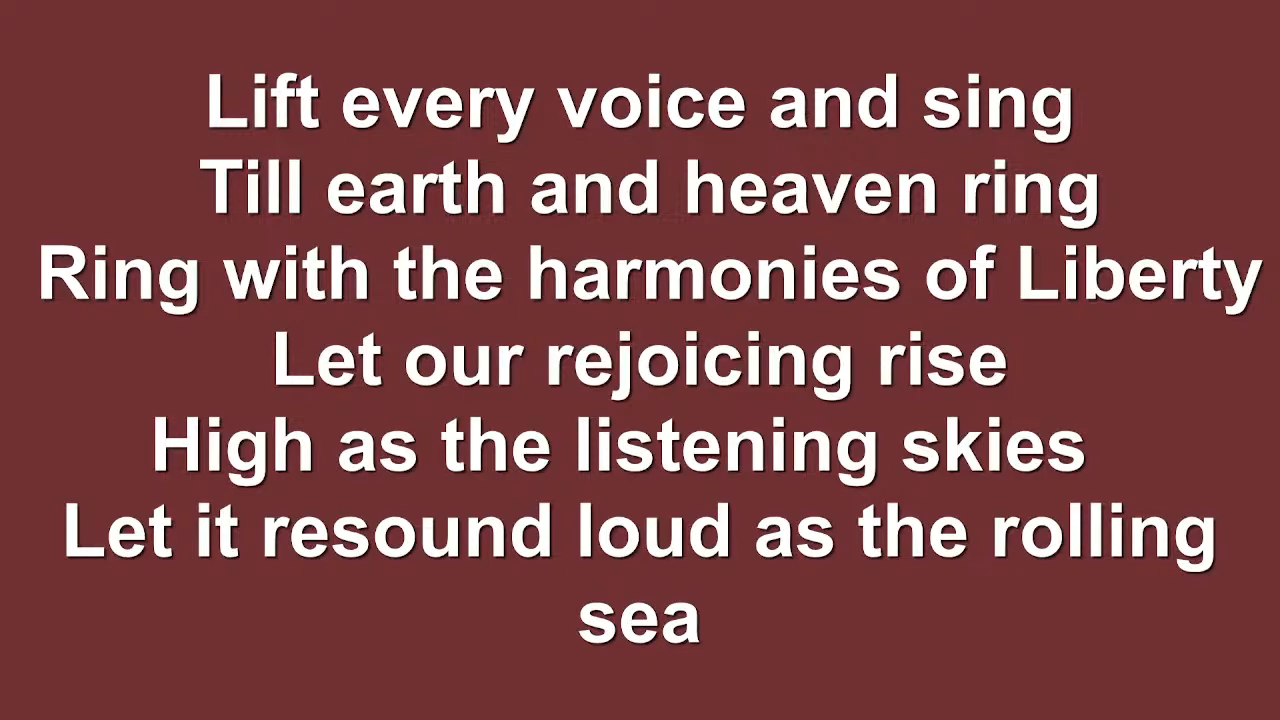 Lift every voice and sing
Till earth and heaven ring
Ring with the harmonies of Liberty
Let our rejoicing rise
High as the listening skies
Let it resound loud as the rolling
sea